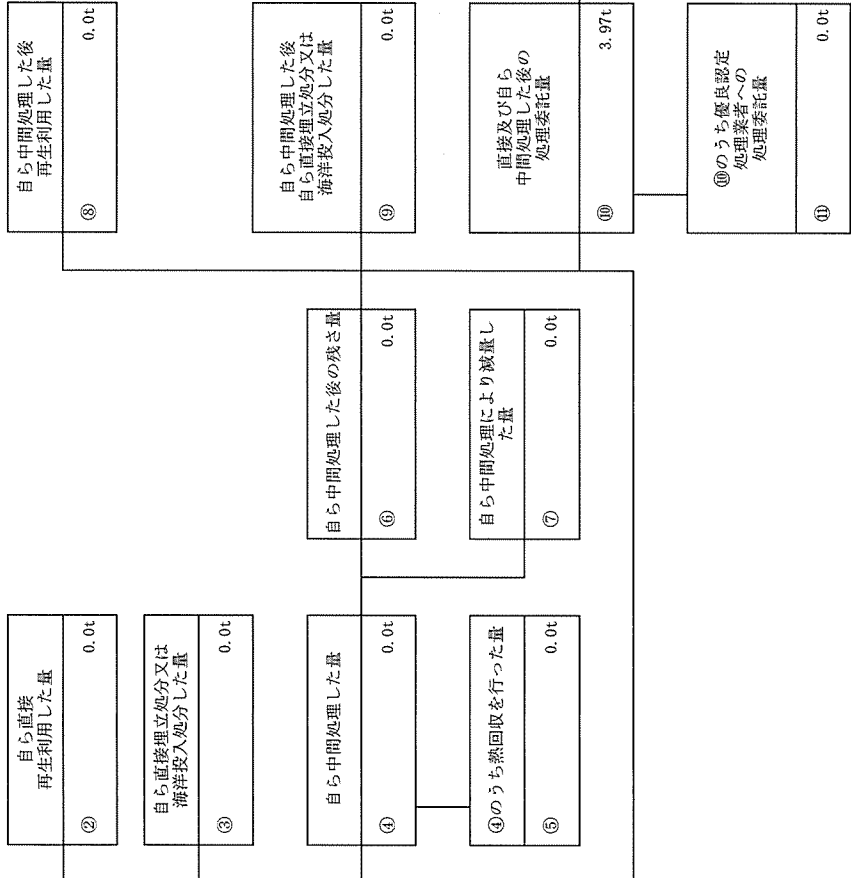 自ら直接
再生利用した量
② 0.0t
自ら直接埋立処分又は
海洋投入処分した量
③ 0.0t
自ら中間処理した量
④ 0.0t
④のうち熱回収を行った量
⑤ 0.0t
自ら中間処理した後の残さ量
⑥ 0.0t
自ら中間処理により減量し
た量
⑦ 0.0t
自ら中間処理した後
再生利用した量
⑧ 0.0t
自ら中間処理した後
自ら直接埋立処分又は
海洋投入処分した量
⑨ 0.0t
直接及び自ら
中間処理した後の
処理委託量
⑩ 3.97t
⑩のうち優良認定
処理業者への
処理委託量
⑪ 0.0t